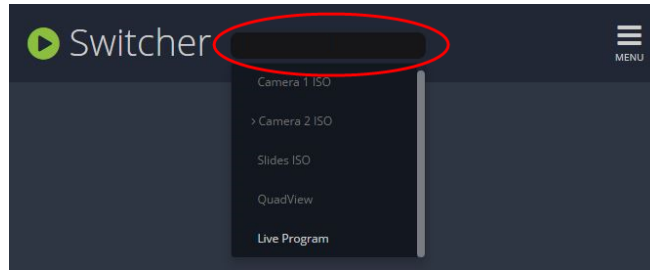 Switcher
MENU
Camera 1 ISO
> Camera 2 ISO
Slides ISO
QuadView
Live Program